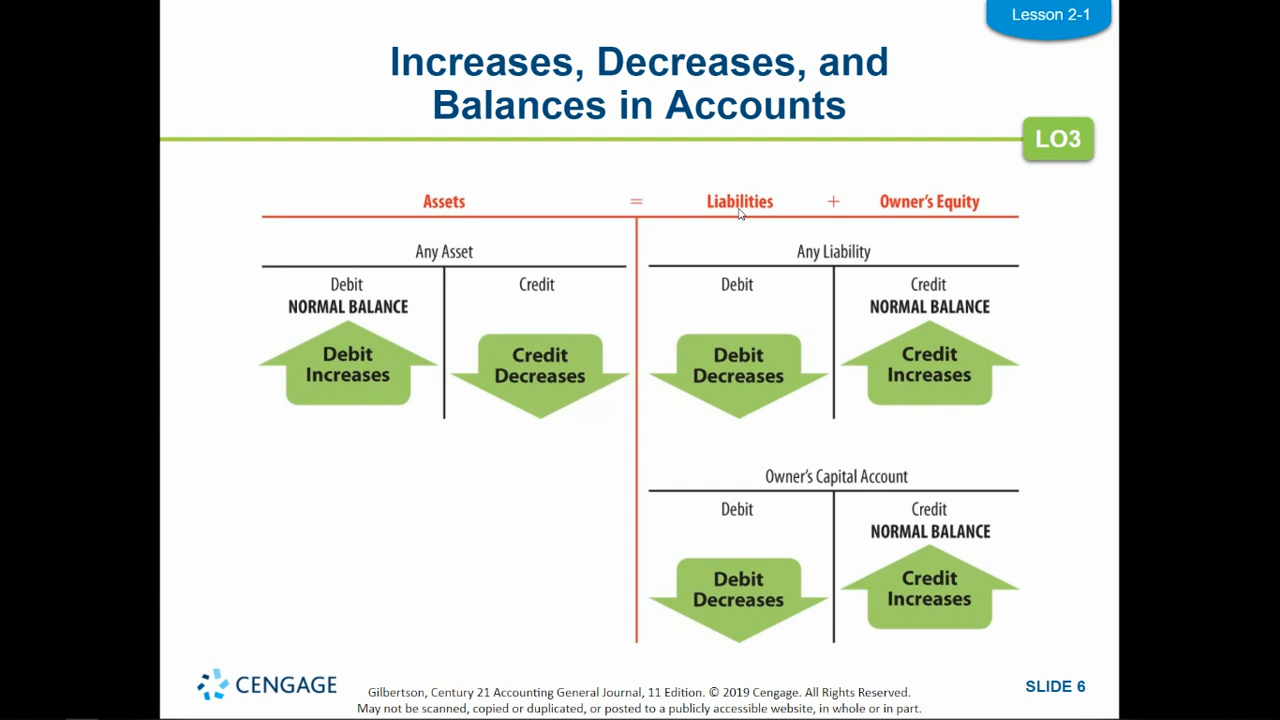 Lesson 2-1
Increases, Decreases, and
Balances in Accounts
LO3
Assets = Liabilities + Owner's Equity
Any Asset
Debit Credit
NORMAL BALANCE
Debit
Increases
Credit
Decreases
Any Liability
Debit Credit
NORMAL BALANCE
Debit
Decreases
Credit
Increases
Owner's Capital Account
Debit Credit
NORMAL BALANCE
Debit
Decreases
Credit
Increases
CENGAGE
Gilbertson, Century 21 Accounting General Journal, 11 Edition. © 2019 Cengage. All Rights Reserved.
May not be scanned, copied or duplicated, or posted to a publicly accessible website, in whole or in part.
SLIDE 6